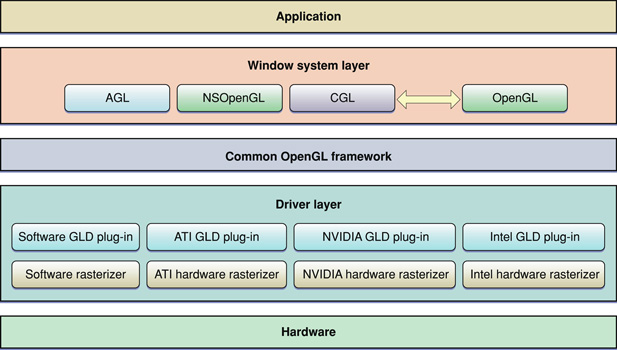 Application
Window system layer
AGL NSOpenGL CGL OpenGL
Common OpenGL framework
Driver layer
Software GLD plug-in ATI GLD plug-in NVIDIA GLD plug-in Intel GLD plug-in
Software rasterizer ATI hardware rasterizer NVIDIA hardware rasterizer Intel hardware rasterizer
Hardware